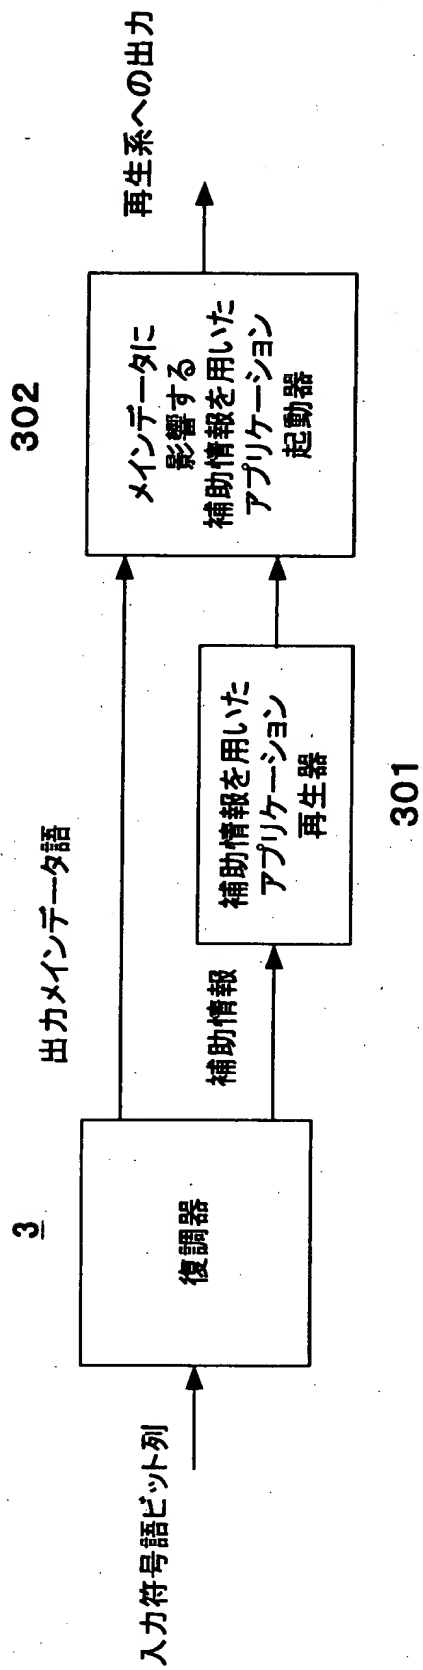 入力符号語ビット列
3
復調器
出力メインデータ語
補助情報
補助情報を用いた
アプリケーション
再生器
301
302
メインデータに
影響する
補助情報を用いた
アプリケーション
起動器
再生系への出力